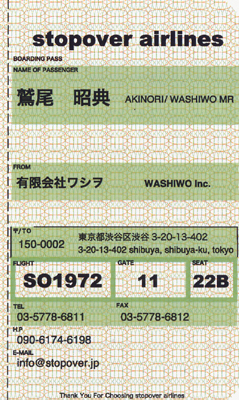 stopover airlines
BOARDING PASS
NAME OF PASSENGER
鷲尾 昭典 AKINORI/ WASHIWO MR
FROM
有限会社ワシヲ WASHIWO Inc.
〒/TO
150-0002 東京都渋谷区渋谷 3-20-13-402
3-20-13-402 shibuya, shibuya-ku, tokyo
FLIGHT GATE SEAT
SO1972 11 22B
TEL FAX
03-5778-6811 03-5778-6812
H.P
090-6174-6198
E-MAIL
info@stopover.jp
Thank You For Choosing stopover airlines